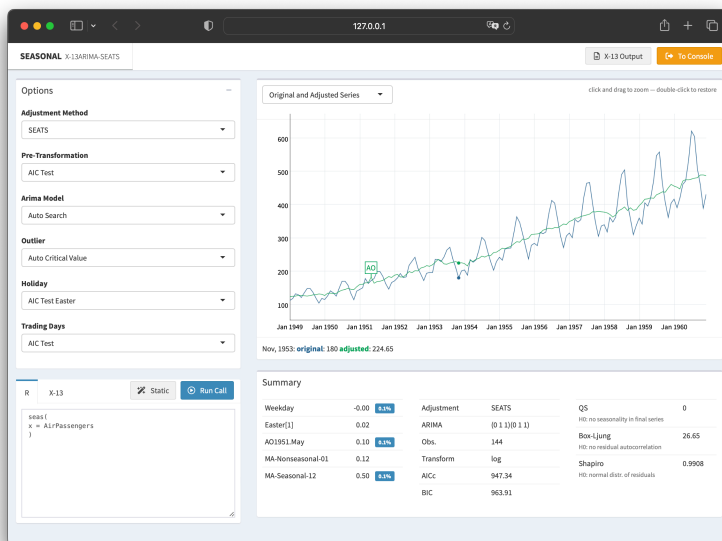 127.0.0.1
SEASONAL X-13ARIMA-SEATS
X-13 Output
To Console
Options
Adjustment Method
SEATS
Pre-Transformation
AIC Test
Arima Model
Auto Search
Outlier
Auto Critical Value
Holiday
AIC Test Easter
Trading Days
AIC Test
R X-13 Static Run Call
seas(
x = AirPassengers
)
Original and Adjusted Series
click and drag to zoom — double-click to restore
600
500
400
300
200
100
AO
Jan 1949 Jan 1950 Jan 1951 Jan 1952 Jan 1953 Jan 1954 Jan 1955 Jan 1956 Jan 1957 Jan 1958 Jan 1959 Jan 1960
Nov, 1953: original: 180 adjusted: 224.65
Summary
Weekday -0.00 0.1%
Easter[1] 0.02
AO1951.May 0.10 0.1%
MA-Nonseasonal-01 0.12
MA-Seasonal-12 0.50 0.1%
Adjustment SEATS
ARIMA (0 1 1)(0 1 1)
Obs. 144
Transform log
AICc 947.34
BIC 963.91
QS 0
H0: no seasonality in final series
Box-Ljung 26.65
H0: no residual autocorrelation
Shapiro 0.9908
H0: normal distr. of residuals